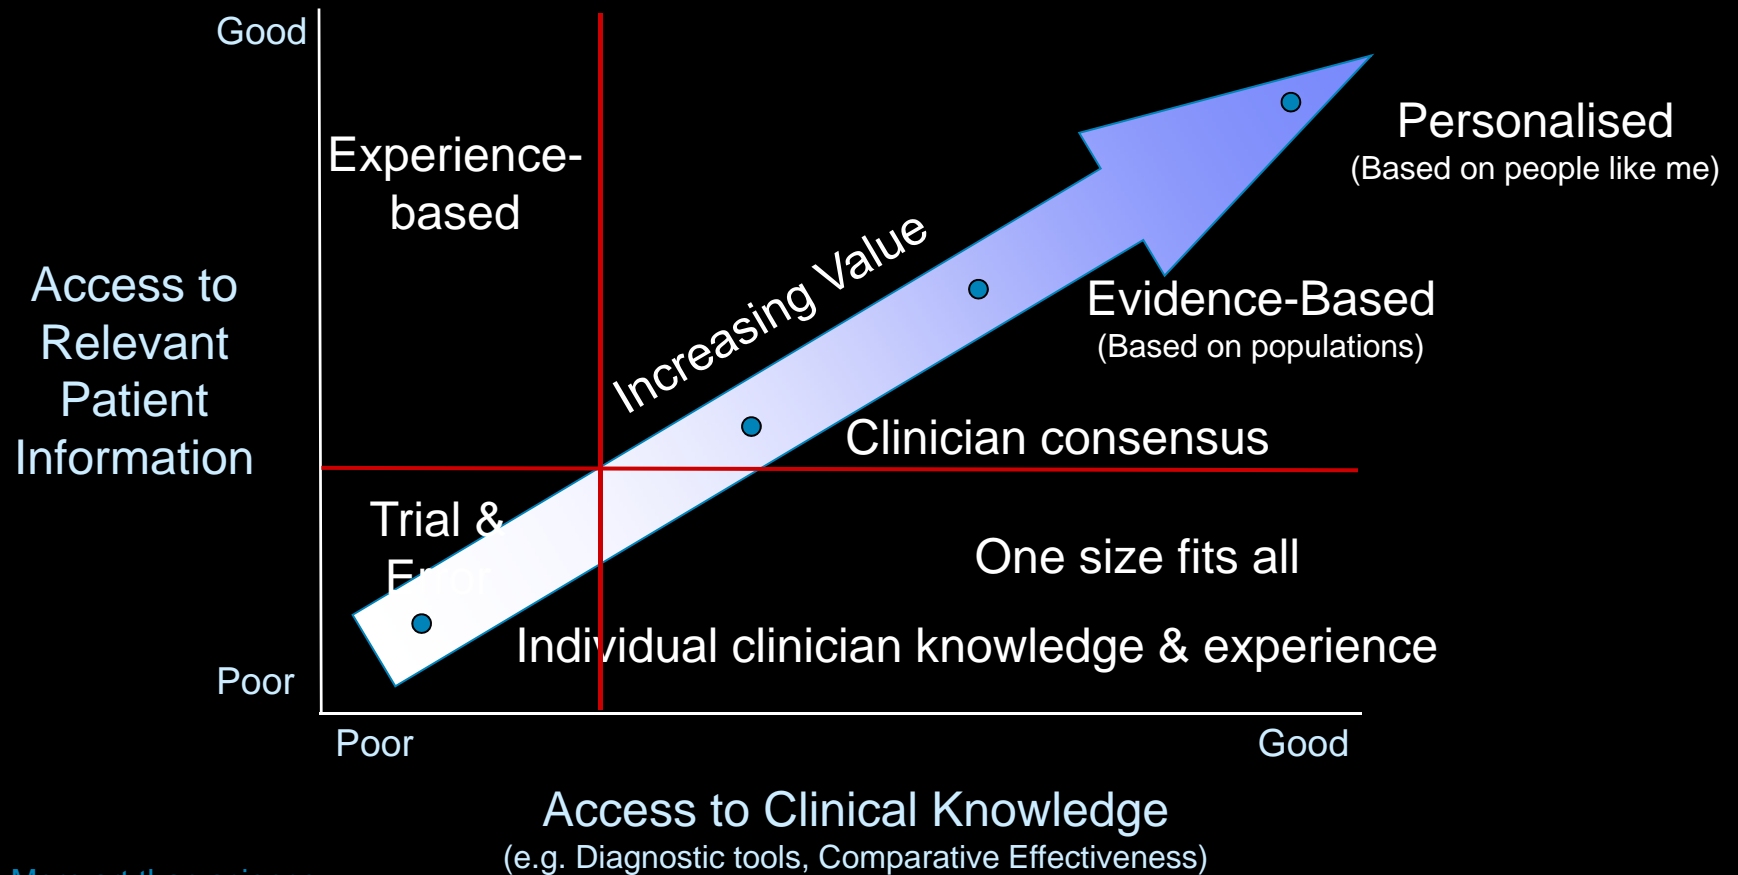 Good
Experience-
based
Personalised
(Based on people like me)
Increasing Value
Access to
Relevant
Patient
Information
Evidence-Based
(Based on populations)
Clinician consensus
Trial &
Error
One size fits all
Individual clinician knowledge & experience
Poor
Poor
Good
Access to Clinical Knowledge
(e.g. Diagnostic tools, Comparative Effectiveness)